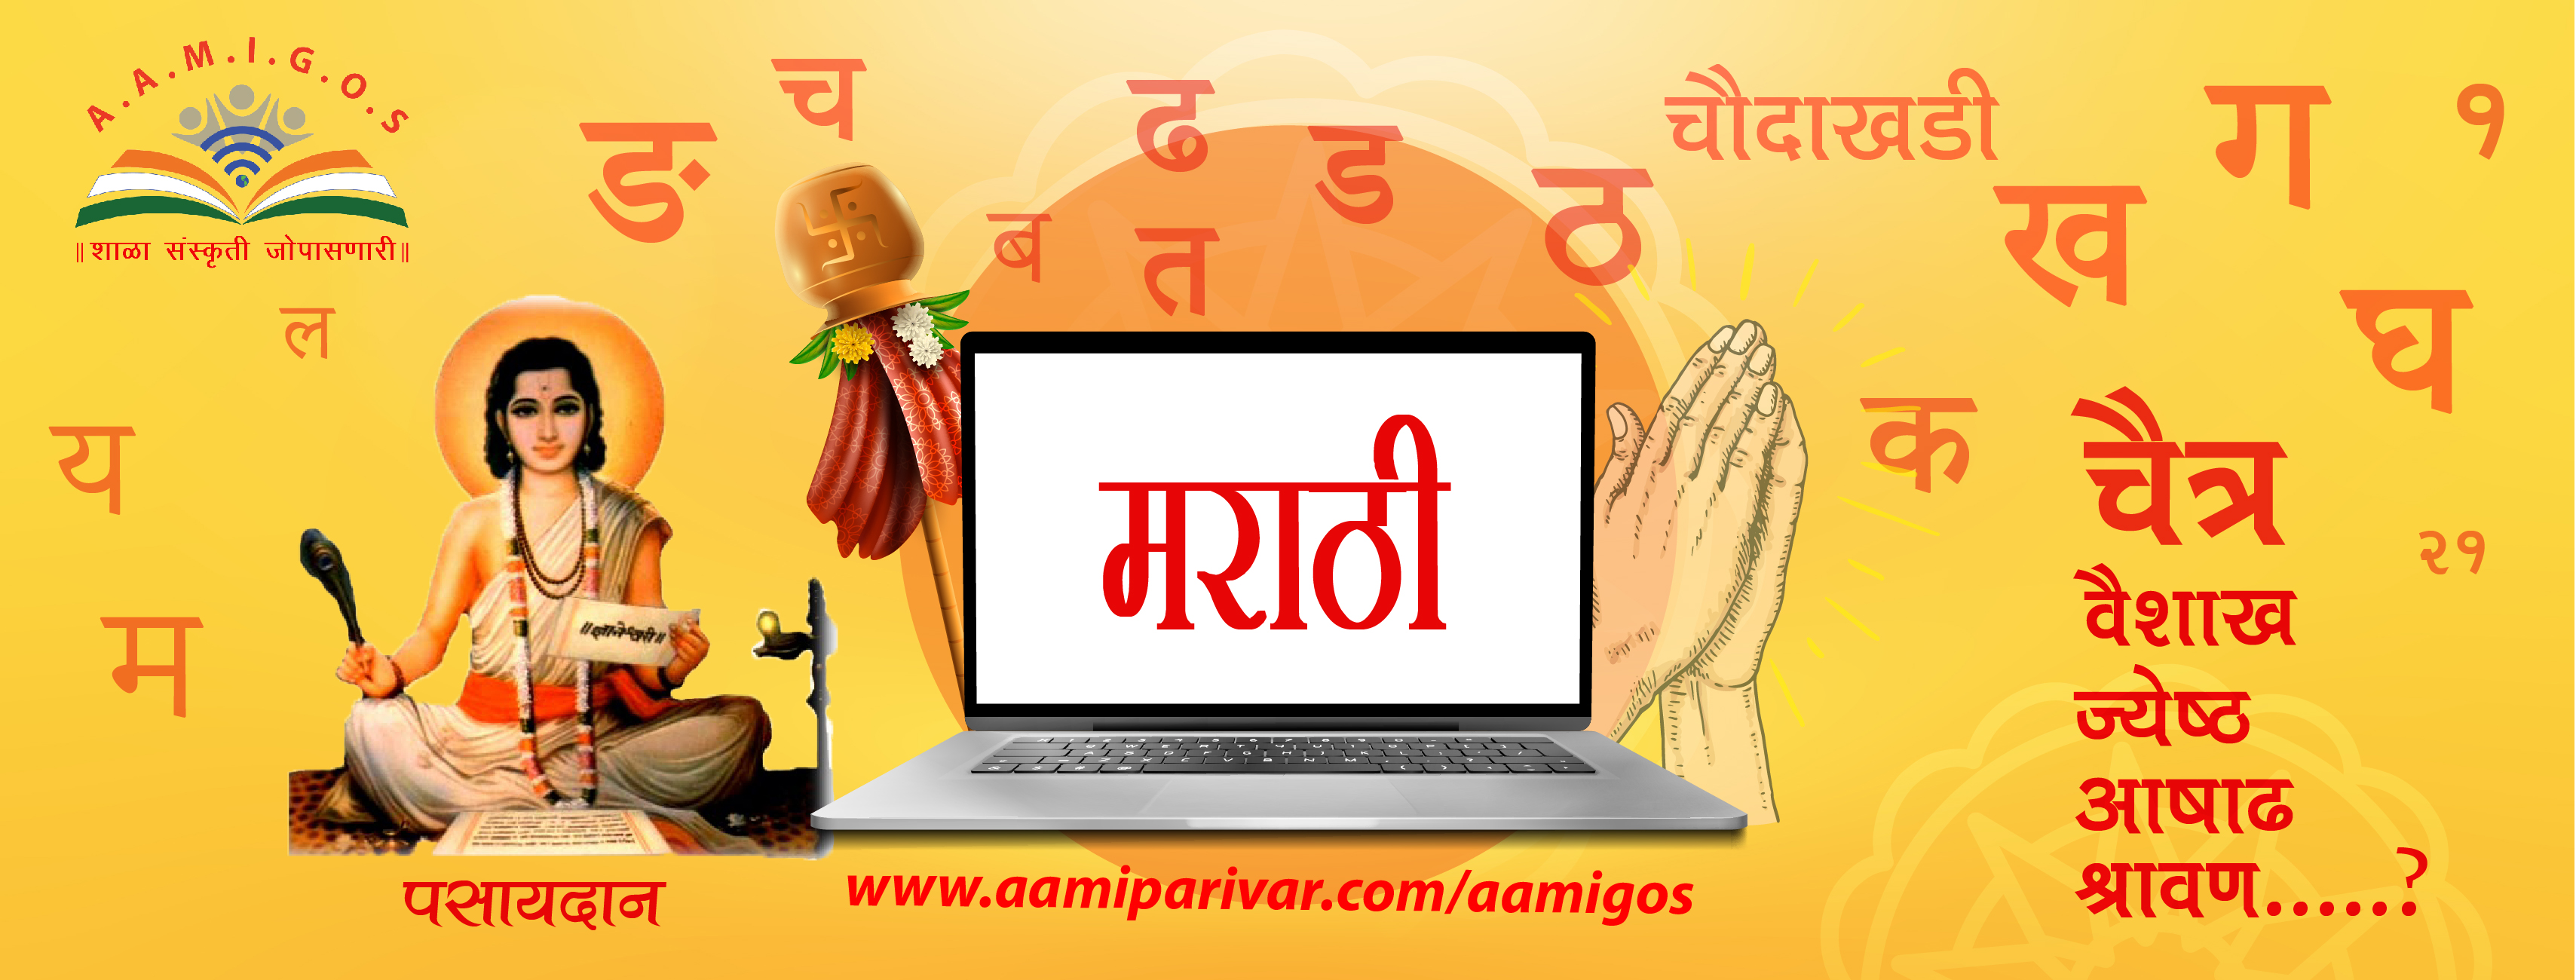 A.A.M.I.G.O.S
॥शाळा संस्कृती जोपासणारी॥
ङ
च
ढ
ड
ठ
चौदाखडी
ख
ग
१
ब
त
घ
ल
य
म
क
मराठी
॥ज्ञानेश्वरी॥
चैत्र
वैशाख
ज्येष्ठ
आषाढ
श्रावण.....?
२१
पसायदान
www.aamiparivar.com/aamigos